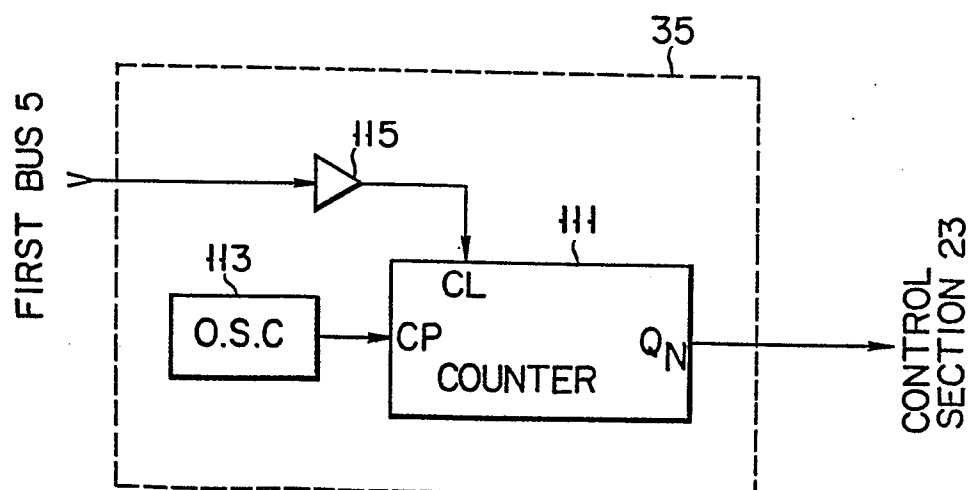 35
FIRST BUS 5
115
113
111
O.S.C
CL
CP
QN
COUNTER
CONTROL
SECTION 23